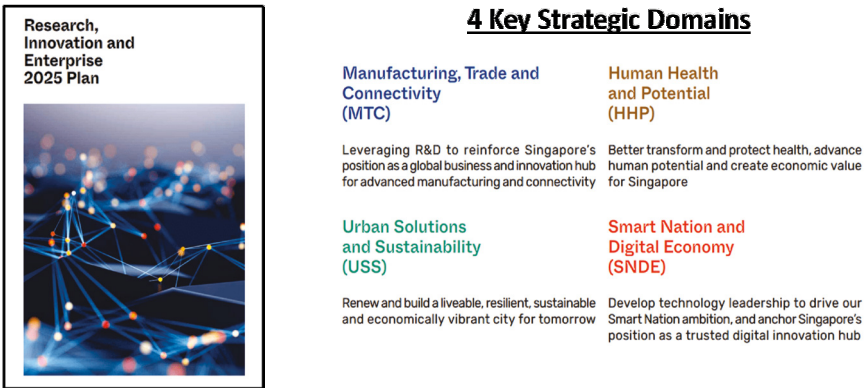 Research,
Innovation and
Enterprise
2025 Plan
4 Key Strategic Domains
Manufacturing, Trade and
Connectivity
(MTC)
Leveraging R&D to reinforce Singapore's
position as a global business and innovation hub
for advanced manufacturing and connectivity
Human Health
and Potential
(HHP)
Better transform and protect health, advance
human potential and create economic value
for Singapore
Urban Solutions
and Sustainability
(USS)
Renew and build a liveable, resilient, sustainable
and economically vibrant city for tomorrow
Smart Nation and
Digital Economy
(SNDE)
Develop technology leadership to drive our
Smart Nation ambition, and anchor Singapore's
position as a trusted digital innovation hub